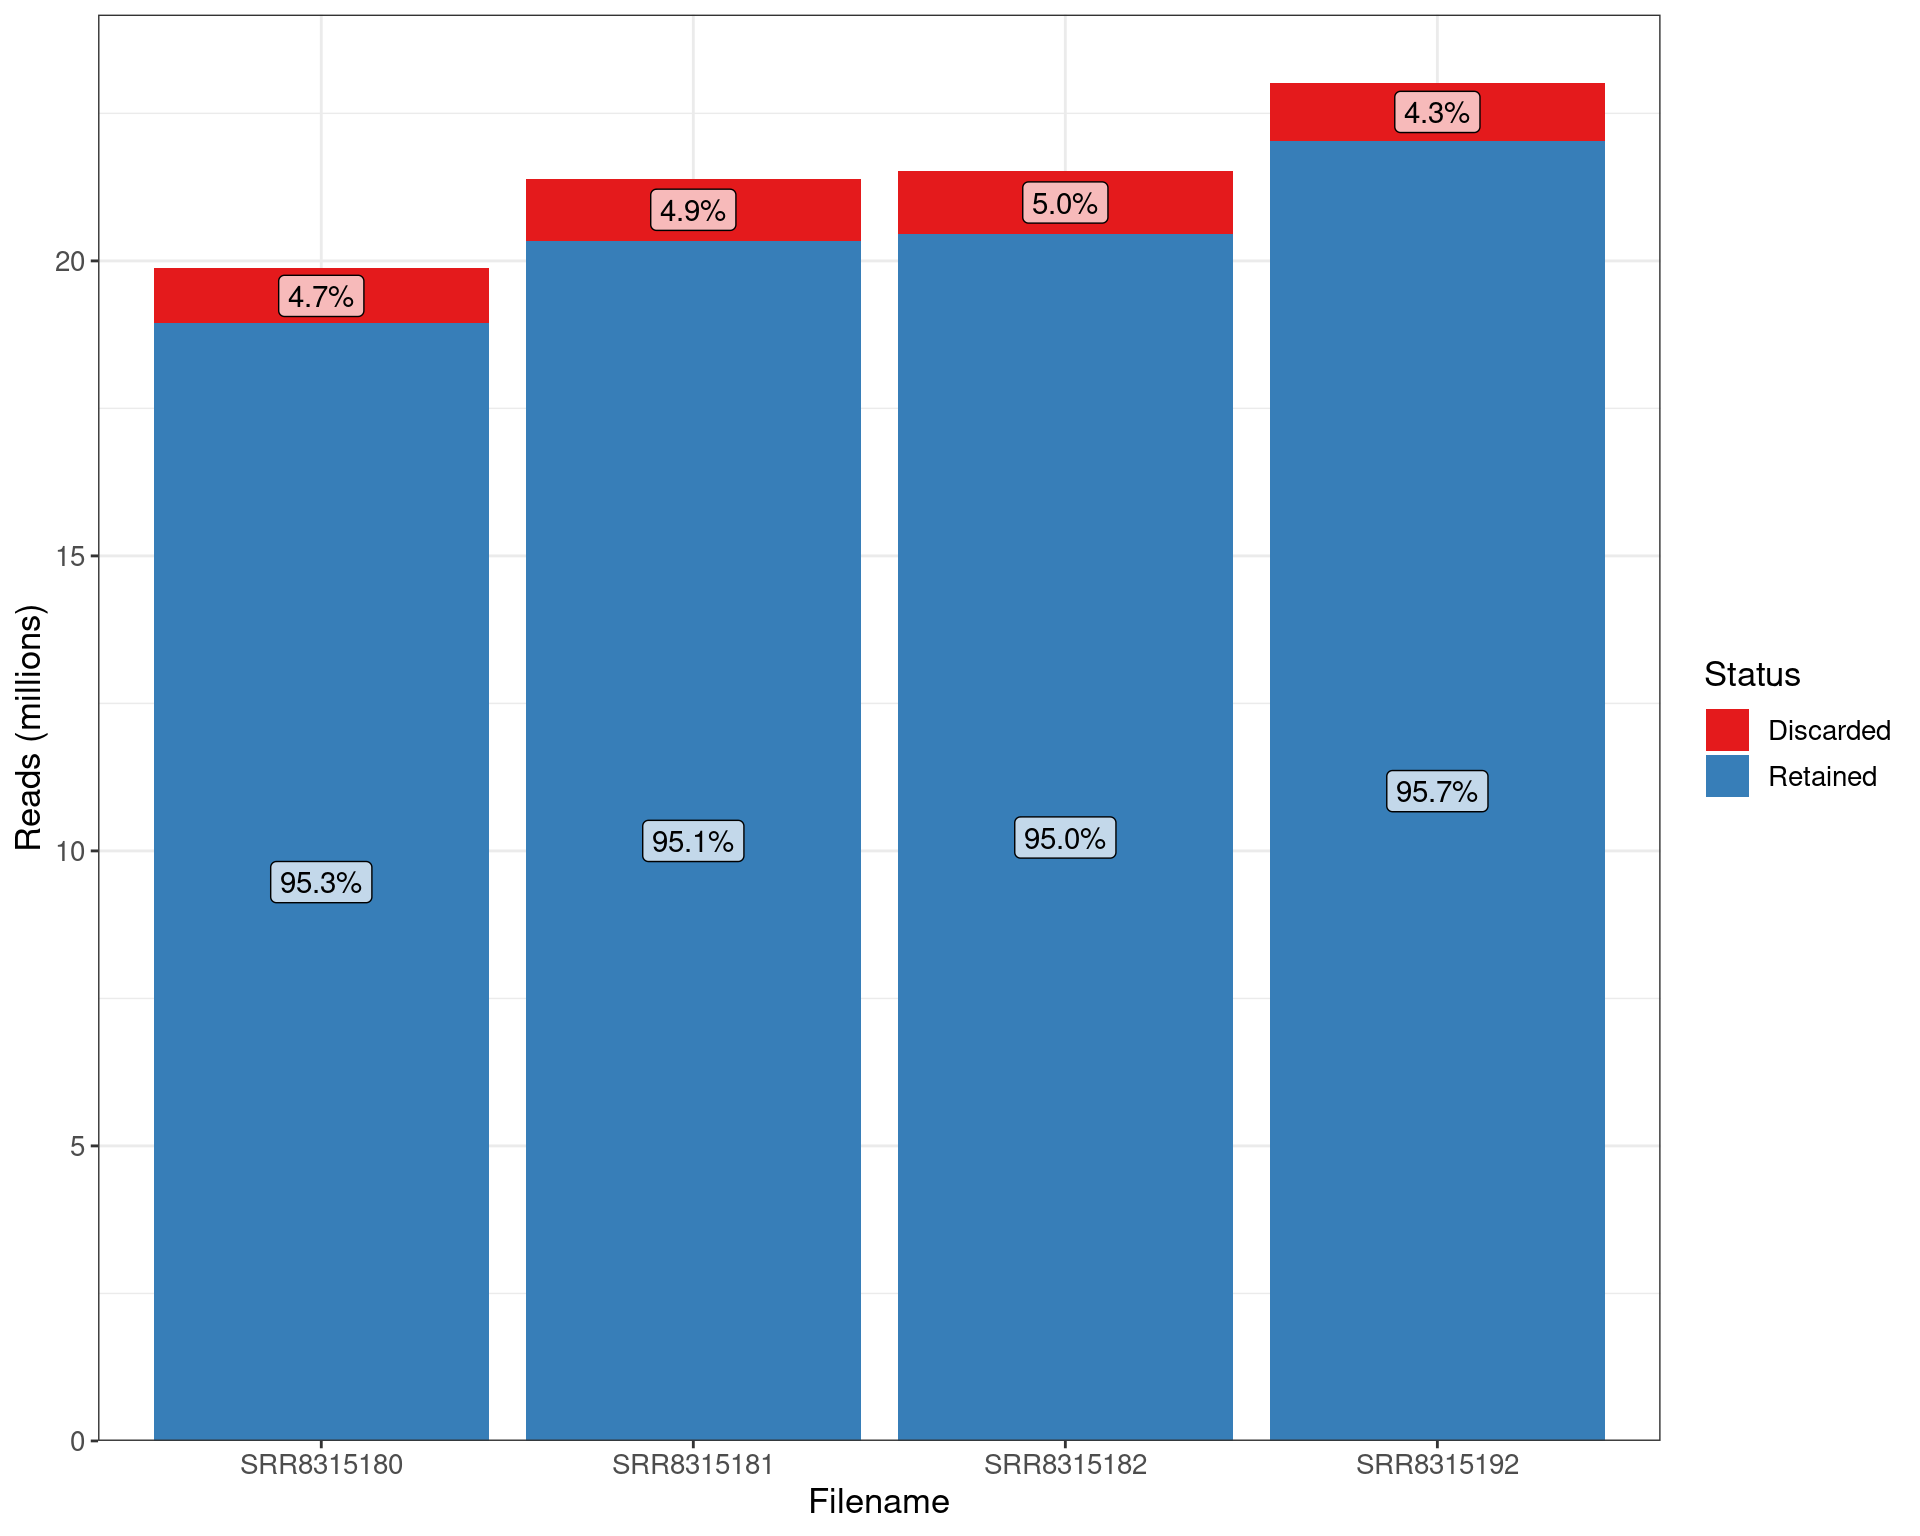 4.3%
4.9%
5.0%
4.7%
20
15
10
5
0
Reads (millions)
95.3%
95.1%
95.0%
95.7%
Status
Discarded
Retained
SRR8315180
SRR8315181
SRR8315182
SRR8315192
Filename